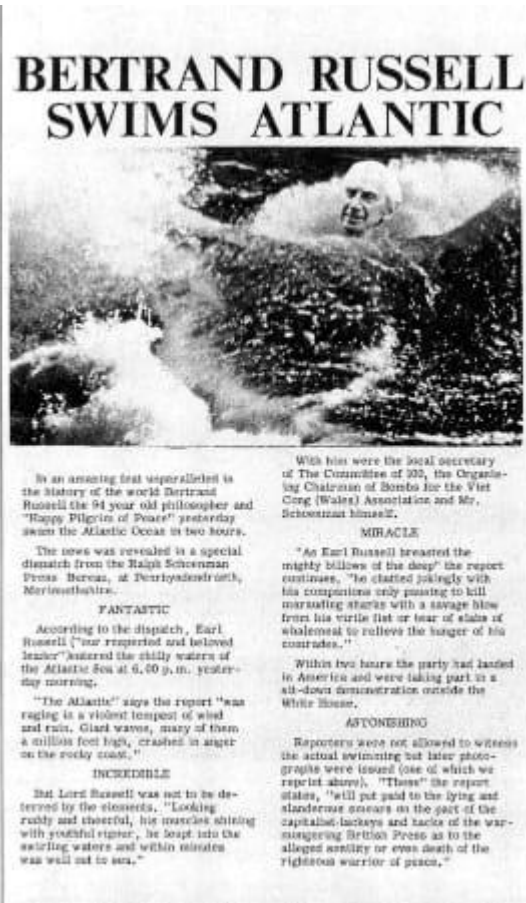 BERTRAND RUSSELL
SWIMS ATLANTIC
In an amazing feat unparalleled in
the history of the world Bertrand
Russell the 94 year old philosopher and
"Happy Pilgrim of Peace" yesterday
swam the Atlantic Ocean in two hours.
The news was revealed in a special
dispatch from the Ralph Schoenman
Press Bureau, at Penrhyndeudraeth,
Merionethshire.
FANTASTIC
According to the dispatch, Earl
Russell ("our respected and beloved
leader")entered the chilly waters of
the Atlantic Sea at 6.00 p.m. yester-
day morning.
"The Atlantic" says the report "was
raging in a violent tempest of wind
and rain. Giant waves, many of them
a million feet high, crashed in anger
on the rocky coast."
INCREDIBLE
But Lord Russell was not to be de-
terred by the elements. "Looking
ruddy and cheerful, his muscles shining
with youthful vigour, he leapt into the
swirling waters and within minutes
was well out to sea."
With him were the local secretary
of The Committee of 100, the Organis-
ing Chairman of Bombs for the Viet
Cong (Wales) Association and Mr.
Schoenman himself.
MIRACLE
"As Earl Russell breasted the
mighty billows of the deep" the report
continues, "he chatted jokingly with
his companions only pausing to kill
marauding sharks with a savage blow
from his virile fist or tear of slabs of
whalemeat to relieve the hunger of his
comrades."
Within two hours the party had landed
in America and were taking part in a
sit-down demonstration outside the
White House.
ASTONISHING
Reporters were not allowed to witness
the actual swimming but later photo-
graphs were issued (one of which we
reprint above). "These" the report
states, "will put paid to the lying and
slanderous smears on the part of the
capitalist-lackeys and hacks of the war-
mongering British Press as to the
alleged senility or even death of the
righteous warrior of peace."